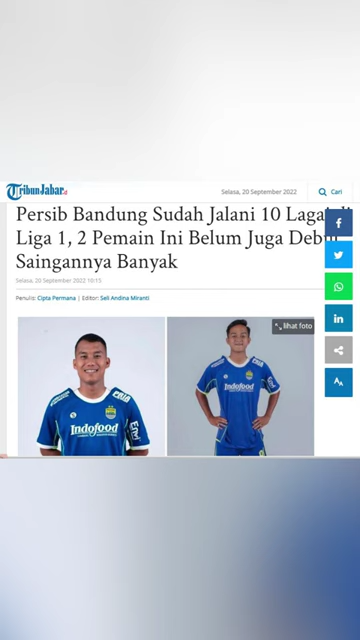 TribunJabar.id
Selasa, 20 September 2022
Cari
Persib Bandung Sudah Jalani 10 Laga di
Liga 1, 2 Pemain Ini Belum Juga Debut,
Saingannya Banyak
Selasa, 20 September 2022 10:15
Penulis: Cipta Permana | Editor: Seli Andina Miranti
lihat foto
Indofood
Indofood